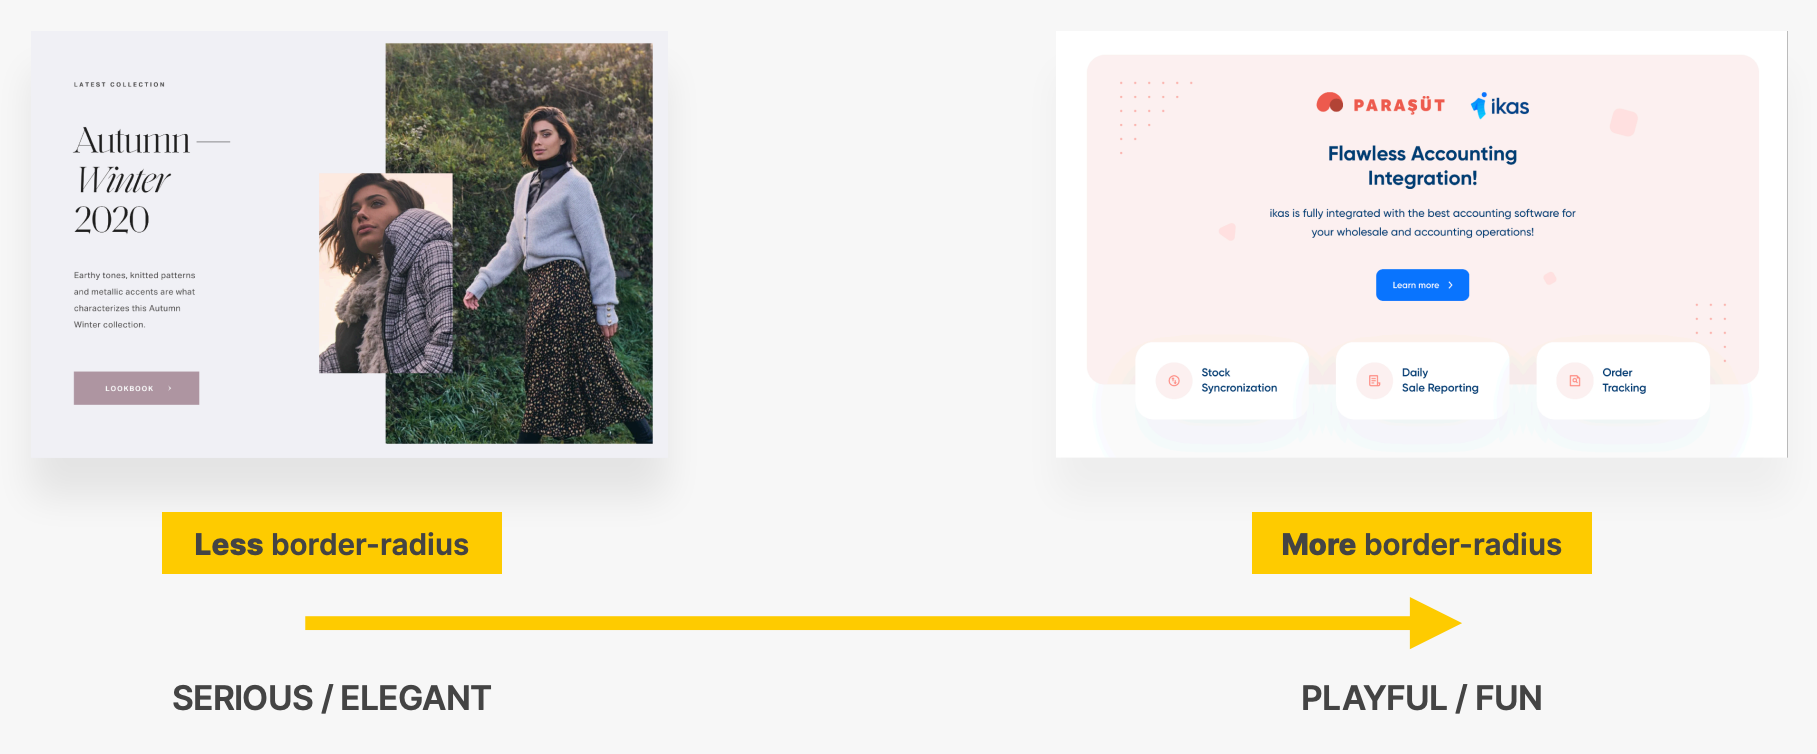 LATEST COLLECTION
Autumn —
Winter
2020
Earthy tones, knitted patterns
and metallic accents are what
characterizes this Autumn
Winter collection.
LOOKBOOK >
PARAŞÜT ikas
Flawless Accounting
Integration!
ikas is fully integrated with the best accounting software for
your wholesale and accounting operations!
Learn more >
Stock
Syncronization
Daily
Sale Reporting
Order
Tracking
Less border-radius
More border-radius
SERIOUS / ELEGANT
PLAYFUL / FUN